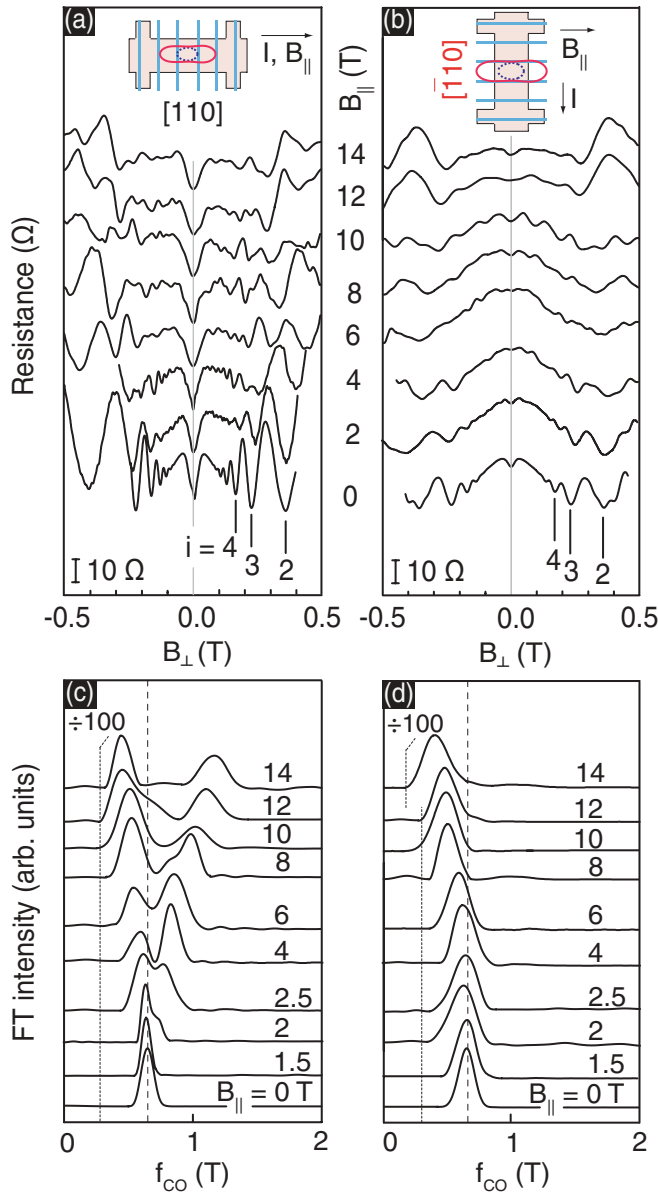 (a)
I, B∥
[110]
Resistance (Ω)
i = 4
3
2
10 Ω
-0.5
0.0
0.5
B⊥ (T)
B∥ (T)
14
12
10
8
6
4
2
0
(b)
[1̄10]
B∥
I
4
3
2
10 Ω
-0.5
0.0
0.5
B⊥ (T)
(c)
÷100
14
12
10
8
6
4
2.5
2
1.5
B∥ = 0 T
FT intensity (arb. units)
0
1
2
fCO (T)
(d)
÷100
14
12
10
8
6
4
2.5
2
1.5
B∥ = 0 T
0
1
2
fCO (T)